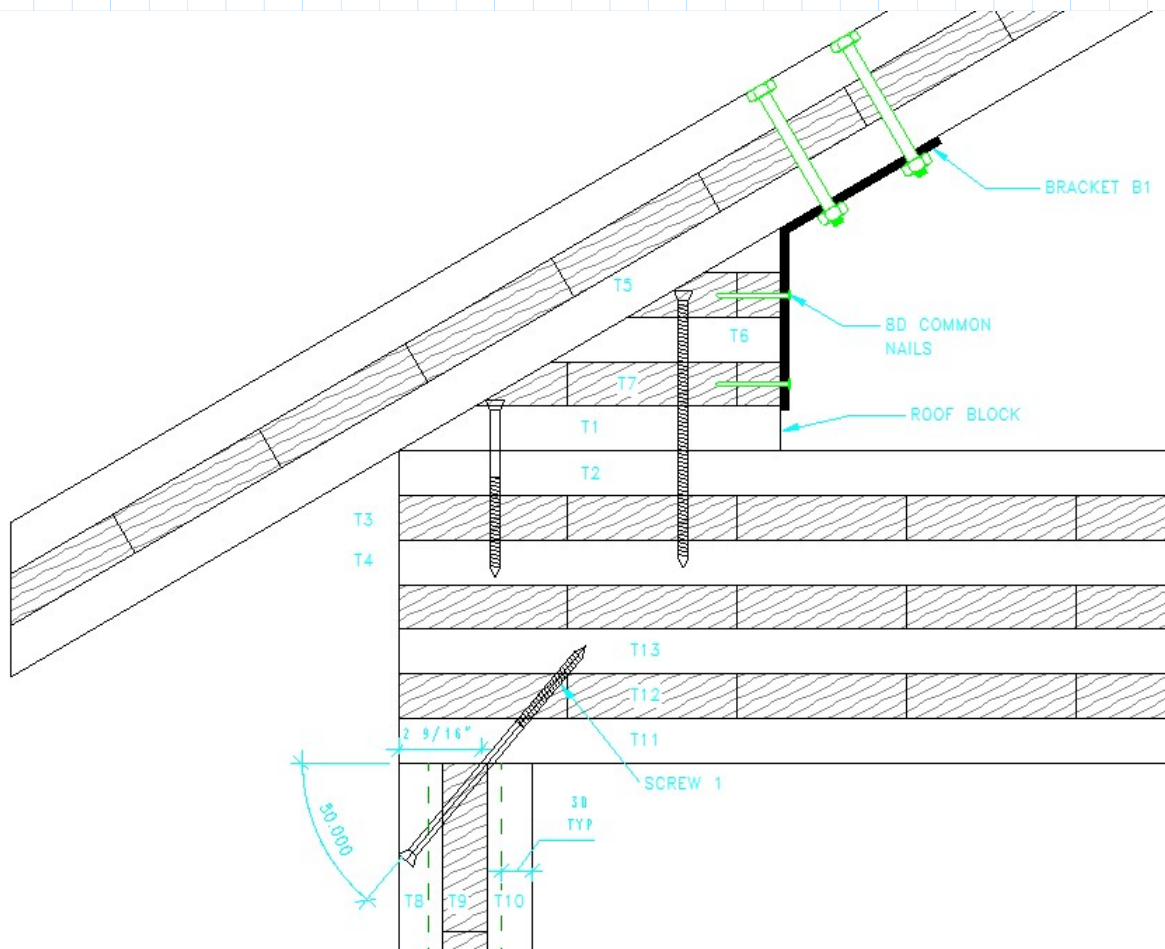 BRACKET B1
T5
8D COMMON
NAILS
T6
T7
ROOF BLOCK
T1
T2
T3
T4
T13
T12
2 9/16"
T11
SCREW 1
50.000
3D
TYP
T8
T9
T10